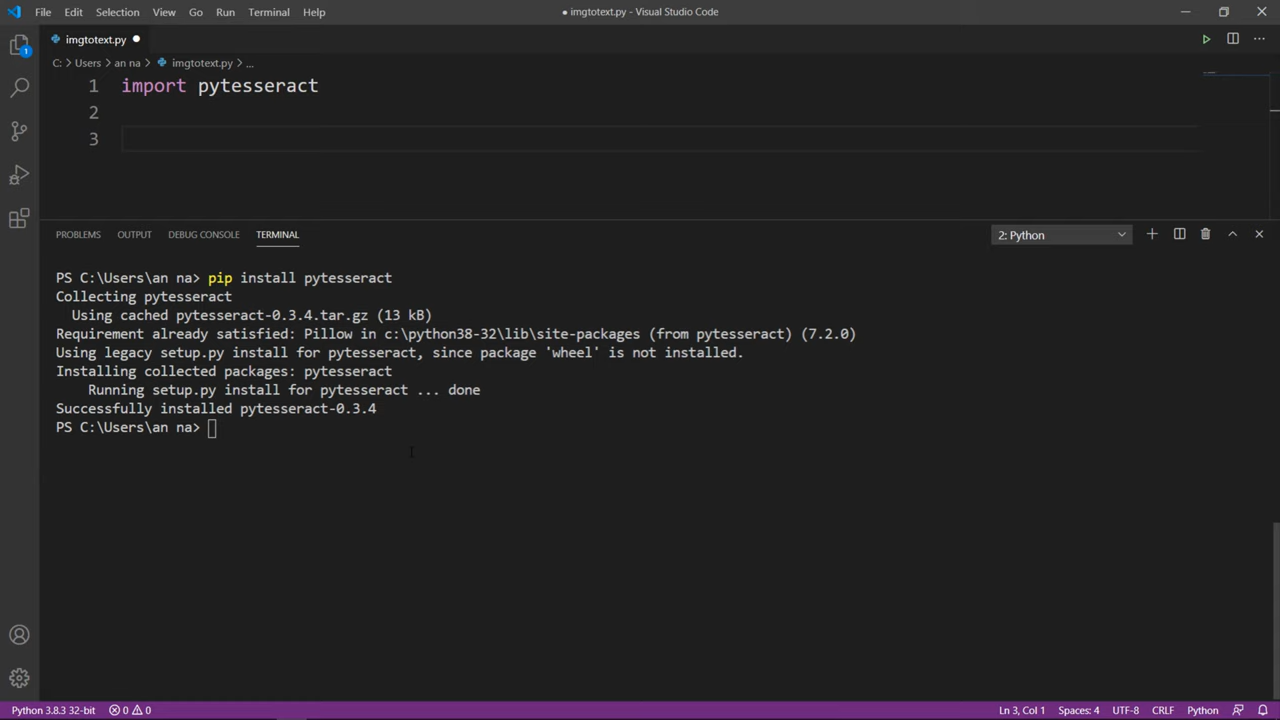 File Edit Selection View Go Run Terminal Help
● imgtotext.py - Visual Studio Code
imgtotext.py ●
C: > Users > an na > imgtotext.py > ...
1 import pytesseract
2
3
PROBLEMS OUTPUT DEBUG CONSOLE TERMINAL
2: Python
PS C:\Users\an na> pip install pytesseract
Collecting pytesseract
Using cached pytesseract-0.3.4.tar.gz (13 kB)
Requirement already satisfied: Pillow in c:\python38-32\lib\site-packages (from pytesseract) (7.2.0)
Using legacy setup.py install for pytesseract, since package 'wheel' is not installed.
Installing collected packages: pytesseract
Running setup.py install for pytesseract ... done
Successfully installed pytesseract-0.3.4
PS C:\Users\an na>
1
Python 3.8.3 32-bit 0 0
Ln 3, Col 1 Spaces: 4 UTF-8 CRLF Python